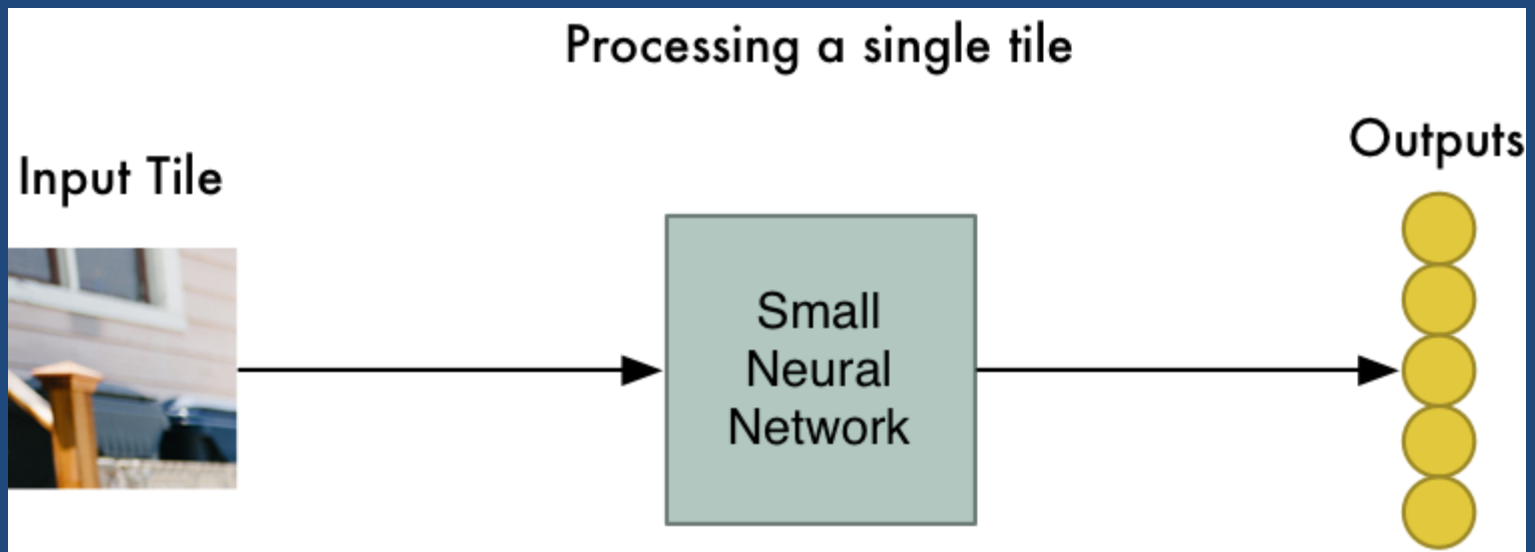 Processing a single tile
Input Tile
Outputs
Small
Neural
Network